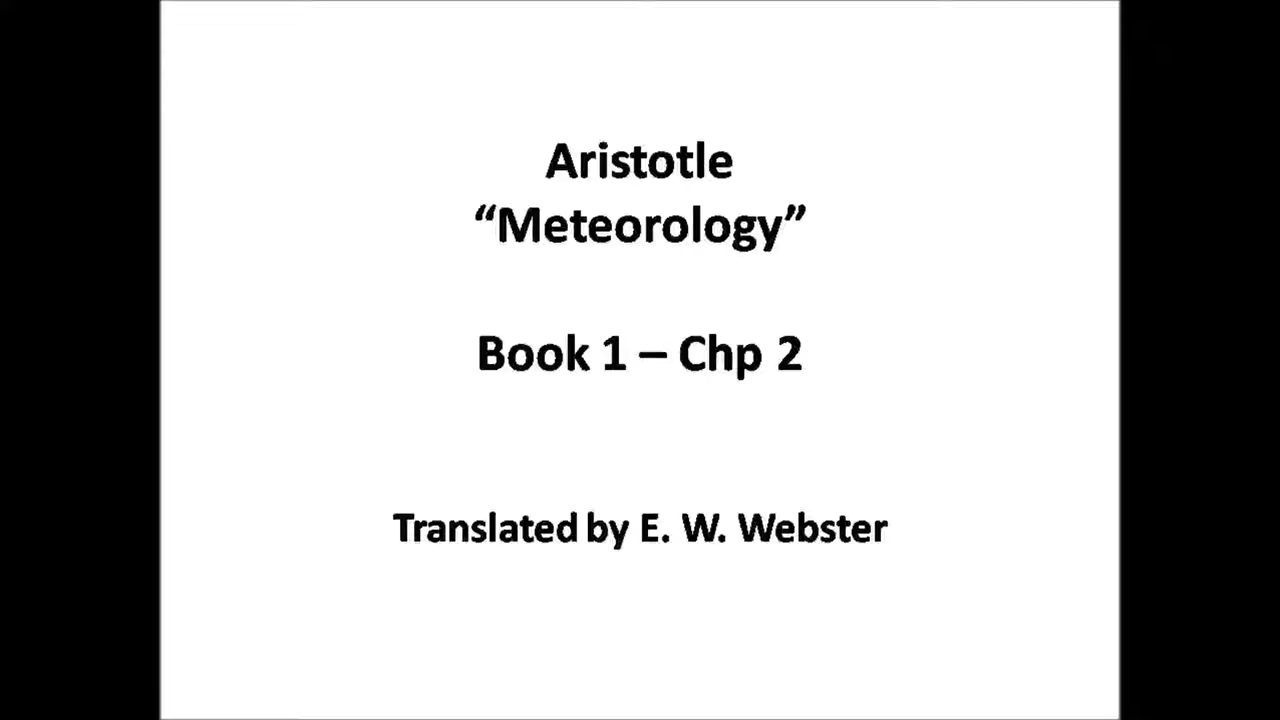 Aristotle
“Meteorology”
Book 1 – Chp 2
Translated by E. W. Webster